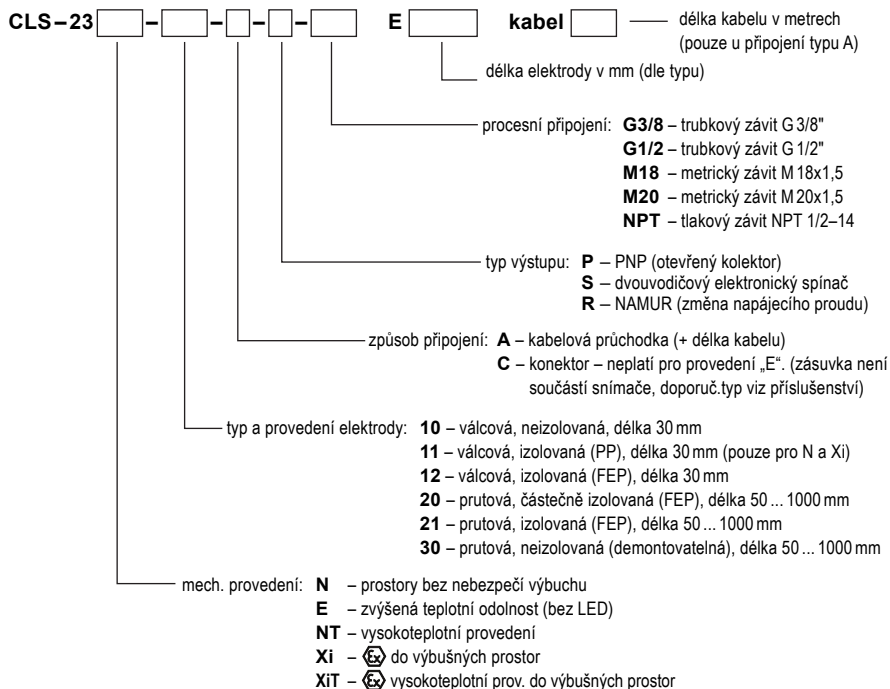 CLS–23 – – – – E kabel — délka kabelu v metrech
(pouze u připojení typu A)
délka elektrody v mm (dle typu)
procesní připojení: G3/8 – trubkový závit G 3/8"
G1/2 – trubkový závit G 1/2"
M18 – metrický závit M 18x1,5
M20 – metrický závit M 20x1,5
NPT – tlakový závit NPT 1/2–14
typ výstupu: P – PNP (otevřený kolektor)
S – dvouvodičový elektronický spínač
R – NAMUR (změna napájecího proudu)
způsob připojení: A – kabelová průchodka (+ délka kabelu)
C – konektor – neplatí pro provedení „E“. (zásuvka není
součástí snímače, doporuč.typ viz příslušenství)
typ a provedení elektrody: 10 – válcová, neizolovaná, délka 30 mm
11 – válcová, izolovaná (PP), délka 30 mm (pouze pro N a Xi)
12 – válcová, izolovaná (FEP), délka 30 mm
20 – prutová, částečně izolovaná (FEP), délka 50 ... 1000 mm
21 – prutová, izolovaná (FEP), délka 50 ... 1000 mm
30 – prutová, neizolovaná (demontovatelná), délka 50 ... 1000 mm
mech. provedení: N – prostory bez nebezpečí výbuchu
E – zvýšená teplotní odolnost (bez LED)
NT – vysokoteplotní provedení
Xi – Ex do výbušných prostor
XiT – Ex vysokoteplotní prov. do výbušných prostor